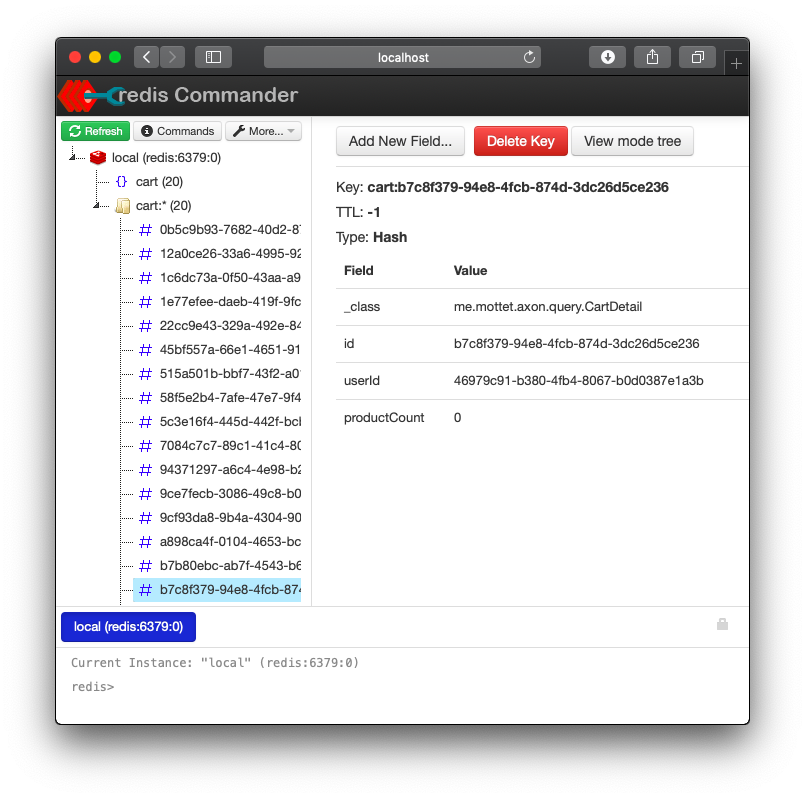 localhost
redis Commander
Refresh Commands More...
local (redis:6379:0)
cart (20)
cart:* (20)
0b5c9b93-7682-40d2-87
12a0ce26-33a6-4995-92
1c6dc73a-0f50-43aa-a9
1e77efee-daeb-419f-9fc
22cc9e43-329a-492e-84
45bf557a-66e1-4651-91
515a501b-bbf7-43f2-a0
58f5e2b4-7afe-47e7-9f4
5c3e16f4-445d-442f-bcl
7084c7c7-89c1-41c4-80
94371297-a6c4-4e98-b2
9ce7fecb-3086-49c8-b0
9cf93da8-9b4a-4304-90
a898ca4f-0104-4653-bc
b7b80ebc-ab7f-4543-b6
b7c8f379-94e8-4fcb-874
Add New Field... Delete Key View mode tree
Key: cart:b7c8f379-94e8-4fcb-874d-3dc26d5ce236
TTL: -1
Type: Hash
Field Value
_class me.mottet.axon.query.CartDetail
id b7c8f379-94e8-4fcb-874d-3dc26d5ce236
userId 46979c91-b380-4fb4-8067-b0d0387e1a3b
productCount 0
local (redis:6379:0)
Current Instance: "local" (redis:6379:0)
redis>